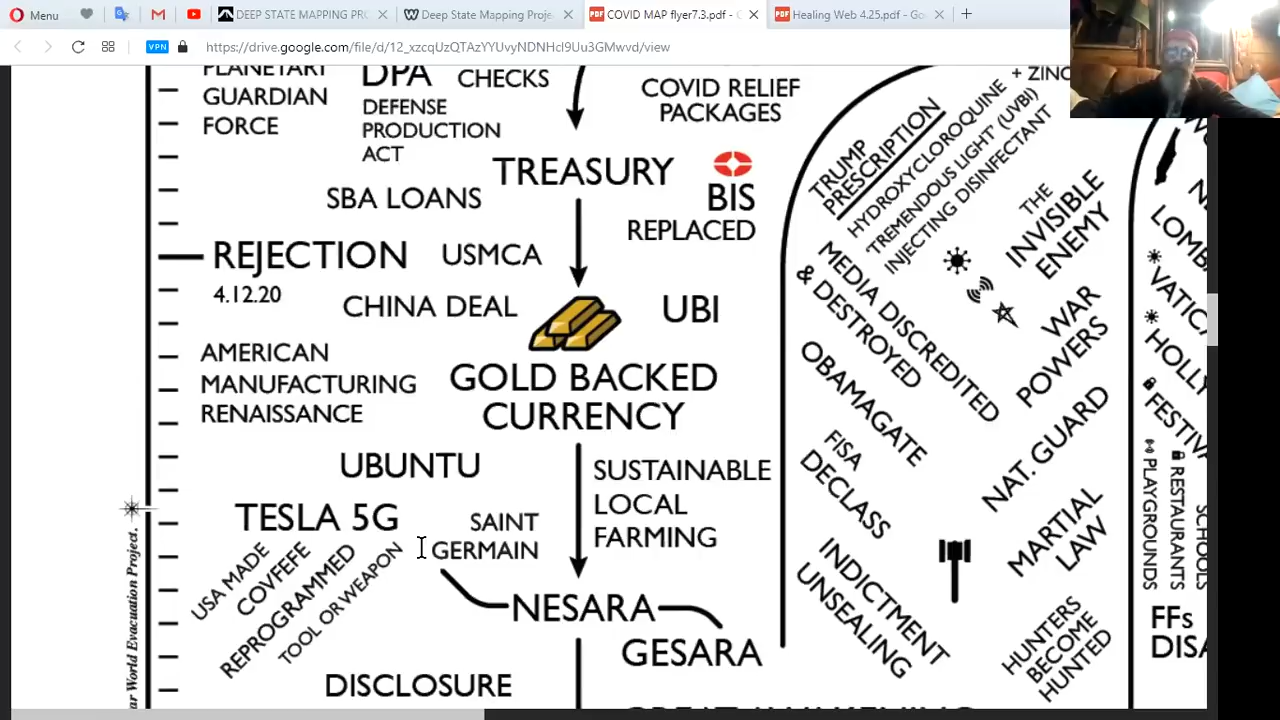 Menu
DEEP STATE MAPPING PR
Deep State Mapping Proje
COVID MAP flyer7.3.pdf -
Healing Web 4.25.pdf - Go
VPN
https://drive.google.com/file/d/12_xzcqUzQTAzYYUvyNDNHcl9Uu3GMwvd/view
PLANETARY
GUARDIAN
FORCE
DPA
DEFENSE
PRODUCTION
ACT
CHECKS
COVID RELIEF
PACKAGES
TREASURY
BIS
REPLACED
SBA LOANS
REJECTION
4.12.20
USMCA
CHINA DEAL
UBI
AMERICAN
MANUFACTURING
RENAISSANCE
GOLD BACKED
CURRENCY
UBUNTU
SUSTAINABLE
LOCAL
FARMING
TESLA 5G
USA MADE
COVFEFE
REPROGRAMMED
TOOL OR WEAPON
SAINT
GERMAIN
NESARA
GESARA
DISCLOSURE
GREAT AWAKENING
TRUMP
PRESCRIPTION
HYDROXYCLOROQUINE
+ ZINC
'TREMENDOUS LIGHT' (UVBI)
INJECTING DISINFECTANT
THE
INVISIBLE
ENEMY
MEDIA DISCREDITED
& DESTROYED
WAR
POWERS
OBAMAGATE
NAT. GUARD
FISA
DECLASS
MARTIAL
LAW
INDICTMENT
UNSEALING
HUNTERS
BECOME
HUNTED
LOMB
VATIC
HOLLY
FESTIV
PLAYGROUNDS
RESTAURANTS
SCHOOLS
FFs
DISA
ar World Evacuation Project.